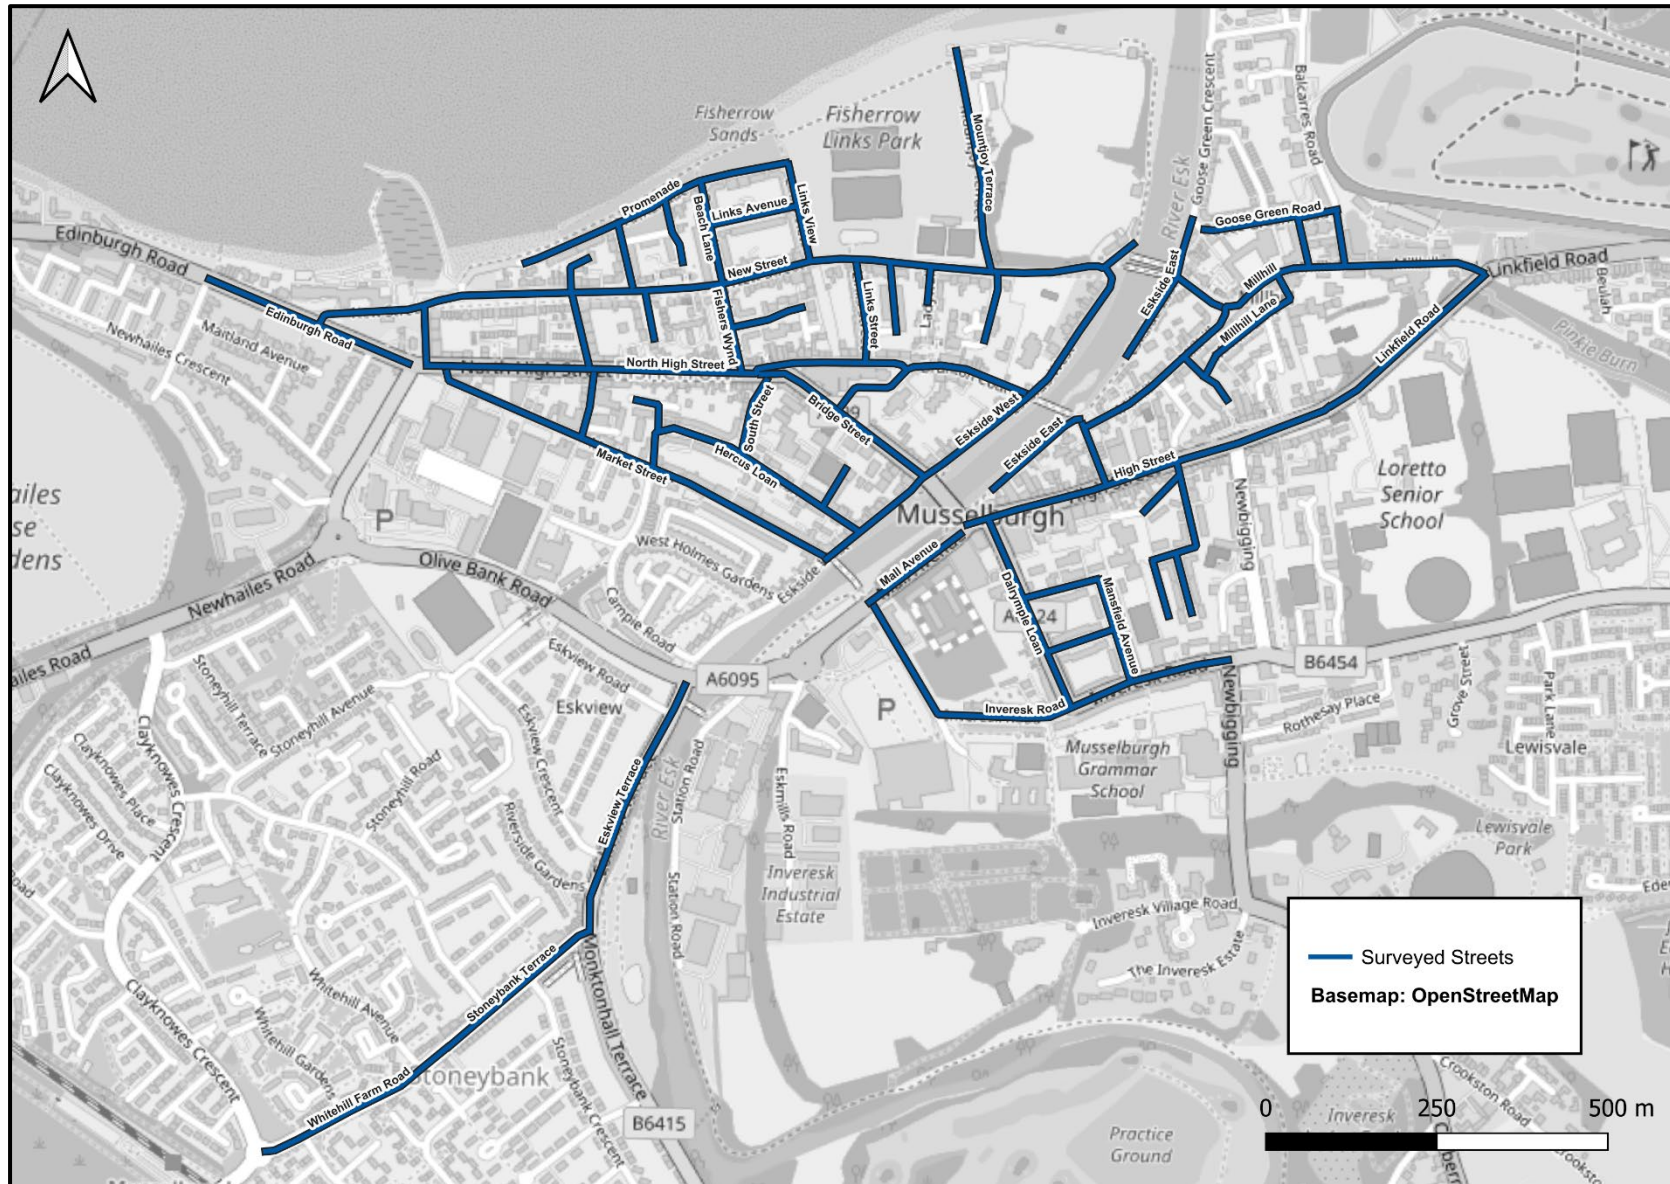 Fisherrow
Sands
Fisherrow
Links Park
Mountjoy Terrace
River Esk
Goose Green Crescent
Balcarres Road
Goose Green Road
Edinburgh Road
Promenade
Beach Lane
Links Avenue
Links View
New Street
Fishers Wynd
Links Street
Eskside East
Millhill
Millhill Lane
Linkfield Road
Linkfield Road
Beulah
Pixie Burn
Edinburgh Road
Maitland Avenue
Newhailes Crescent
North High Street
South Street
Bridge Street
Eskside West
Eskside East
High Street
Market Street
Hercus Loan
Musselburgh
Newbigging
Loretto
Senior
School
P
West Holmes Gardens
Eskside
Mall Avenue
Dalrymple Loan
Mansfield Avenue
Olive Bank Road
Newhailes Road
Carmple Road
Eskview Road
Eskview
A6095
B6454
Inveresk Road
P
Newbigging
Rothesay Place
Grove Street
Park Lane
Lewisvale
Musselburgh
Grammar
School
Lewisvale
Park
Stoneyhill Terrace
Stoneyhill Avenue
Stoneyhill Road
Clayknowes Crescent
Clayknowes Place
Clayknowes Drive
Eskview Crescent
Riverside Gardens
Eskview Terrace
River Esk
Station Road
Station Road
Eskmills Road
Inveresk
Industrial
Estate
Inveresk Village Road
The Inveresk Estate
Stoneybank Terrace
Monktonhall Terrace
Whitehill Avenue
Whitehill Gardens
Clayknowes Crescent
Whitehill Farm Road
Stoneybank
Stoneybank Crescent
B6415
Practice
Ground
Inveresk
Crookston Road
Surveyed Streets
Basemap: OpenStreetMap
0 250 500 m